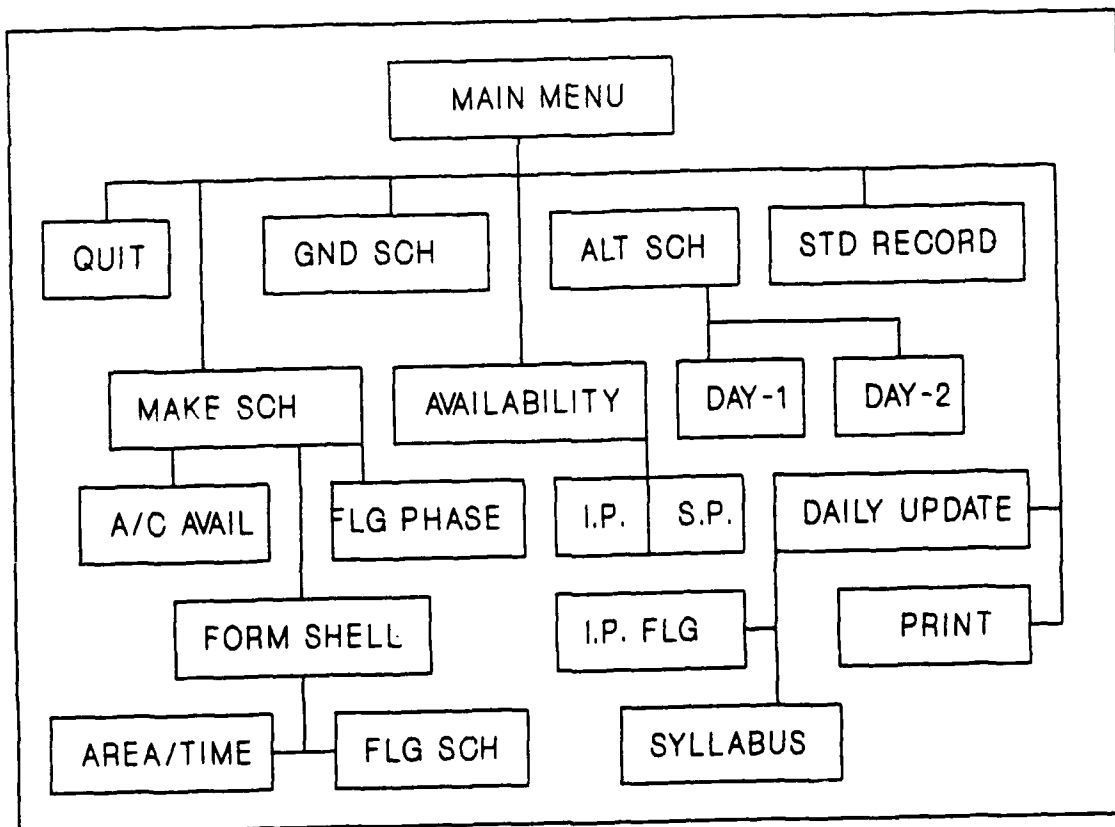 MAIN MENU
QUIT
GND SCH
ALT SCH
STD RECORD
MAKE SCH
AVAILABILITY
DAY-1
DAY-2
A/C AVAIL
FLG PHASE
I.P.
S.P.
DAILY UPDATE
FORM SHELL
I.P. FLG
PRINT
AREA/TIME
FLG SCH
SYLLABUS